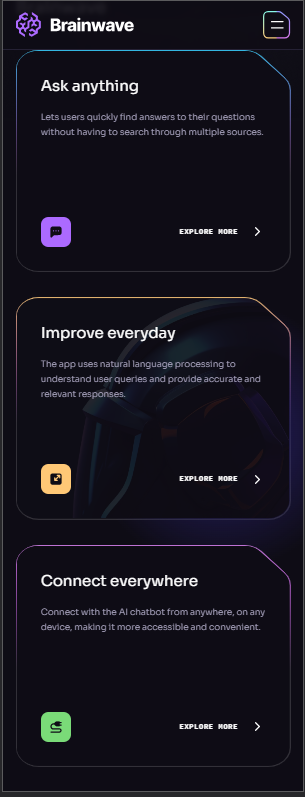 Brainwave
Ask anything
Lets users quickly find answers to their questions
without having to search through multiple sources.
EXPLORE MORE
Improve everyday
The app uses natural language processing to
understand user queries and provide accurate and
relevant responses.
EXPLORE MORE
Connect everywhere
Connect with the AI chatbot from anywhere, on any
device, making it more accessible and convenient.
EXPLORE MORE